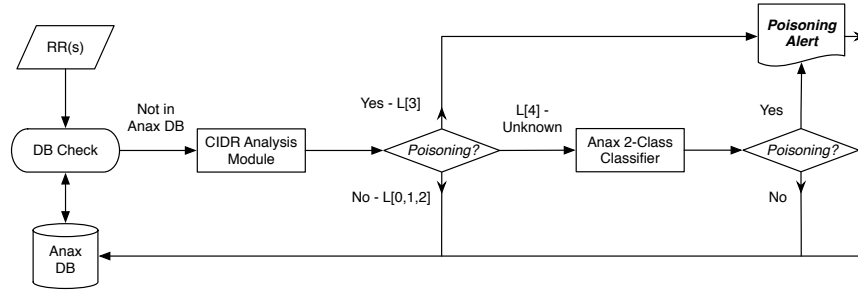 RR(s)
Poisoning
Alert
Not in
Anax DB
Yes - L[3]
L[4] -
Unknown
Yes
DB Check
CIDR Analysis
Module
Poisoning?
Anax 2-Class
Classifier
Poisoning?
No - L[0,1,2]
No
Anax
DB